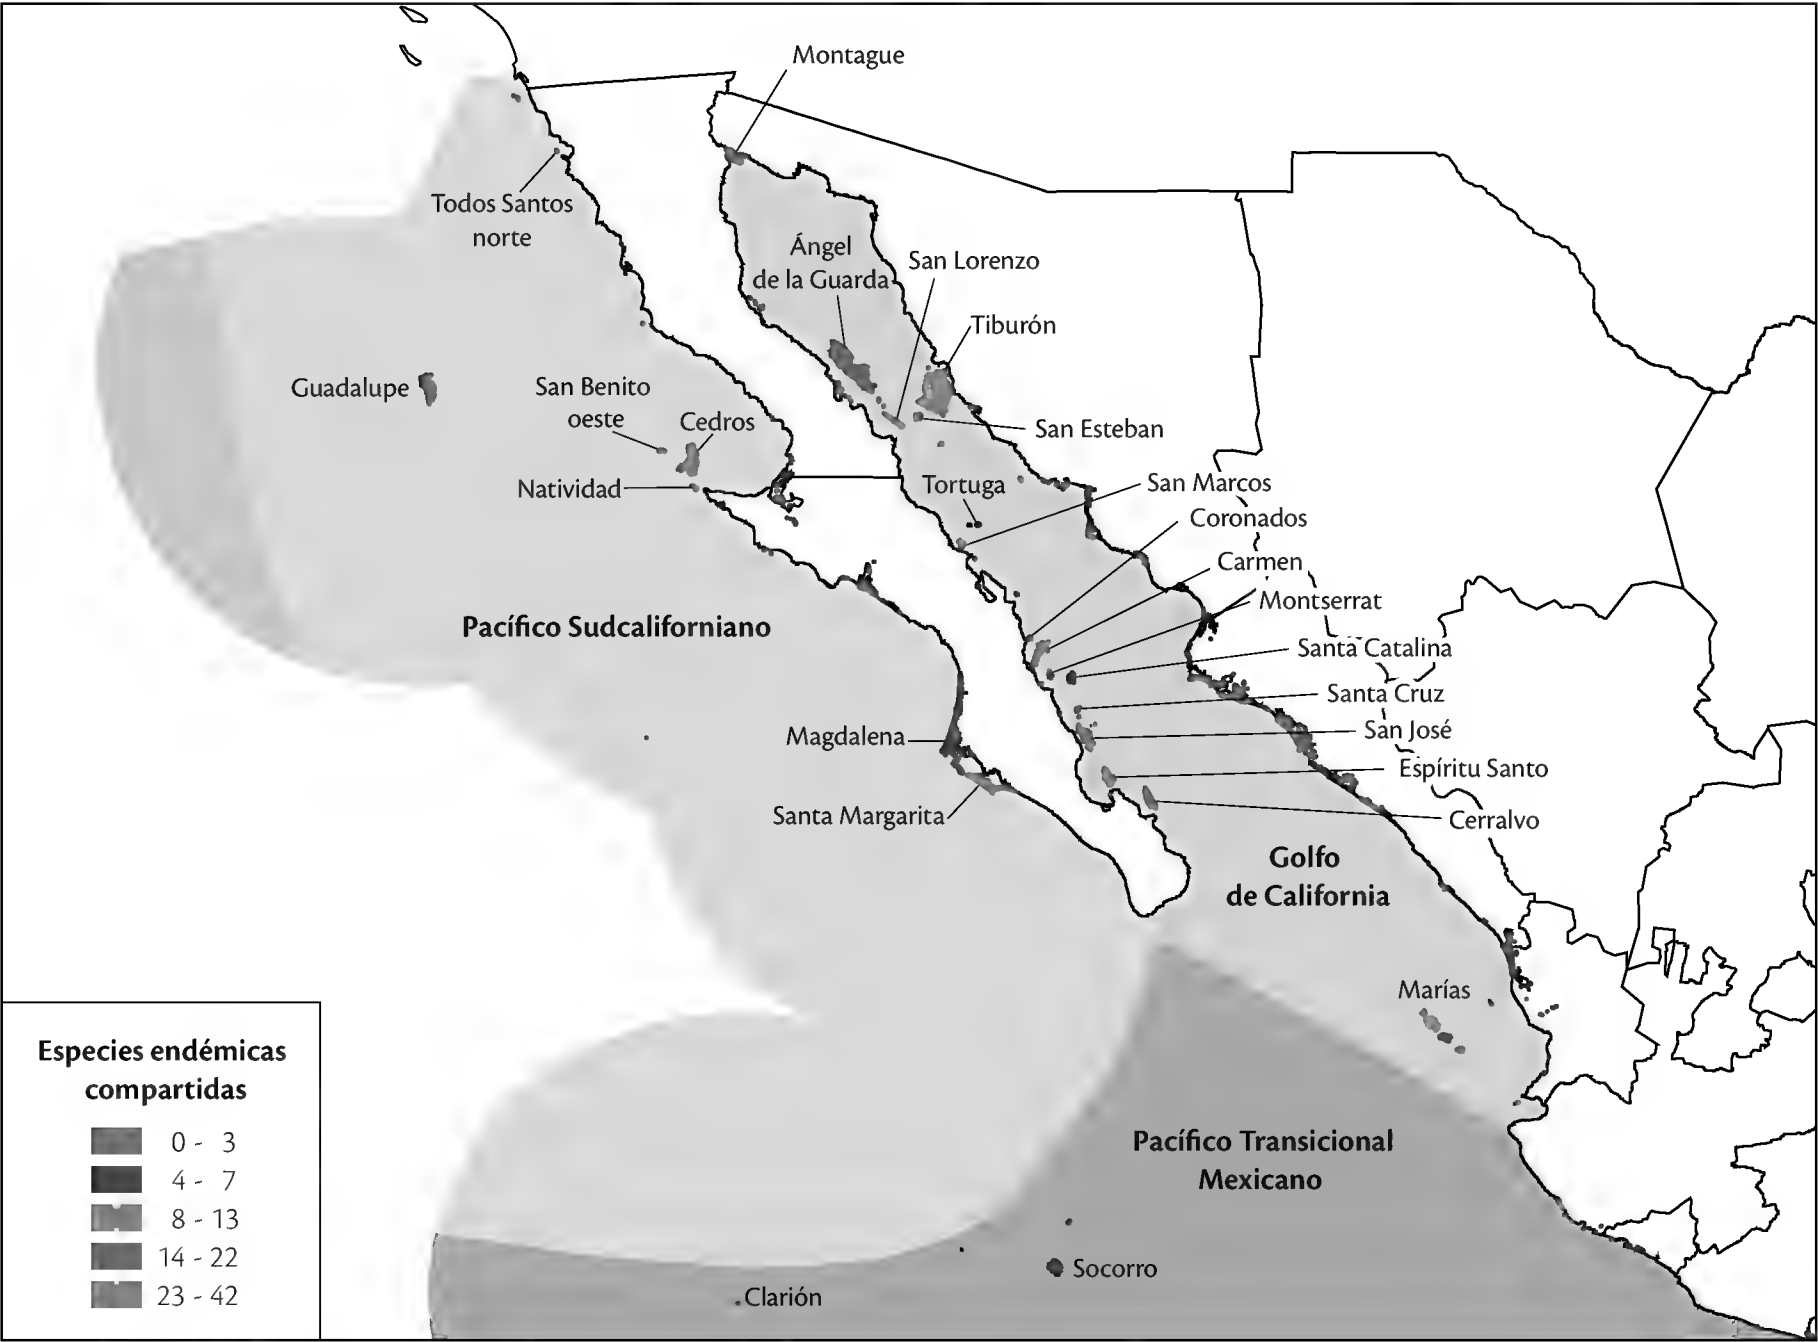 Montague
Todos Santos
norte
Ángel
de la Guarda
San Lorenzo
Tiburón
Guadalupe
San Benito
oeste
Cedros
San Esteban
Natividad
Tortuga
San Marcos
Coronados
Carmen
Montserrat
Pacífico Sudcaliforniano
Santa Catalina
Santa Cruz
Magdalena
San José
Espíritu Santo
Santa Margarita
Cerralvo
Golfo
de California
Marías
Pacífico Transicional
Mexicano
Socorro
Clarión
Especies endémicas
compartidas
0 - 3
4 - 7
8 - 13
14 - 22
23 - 42